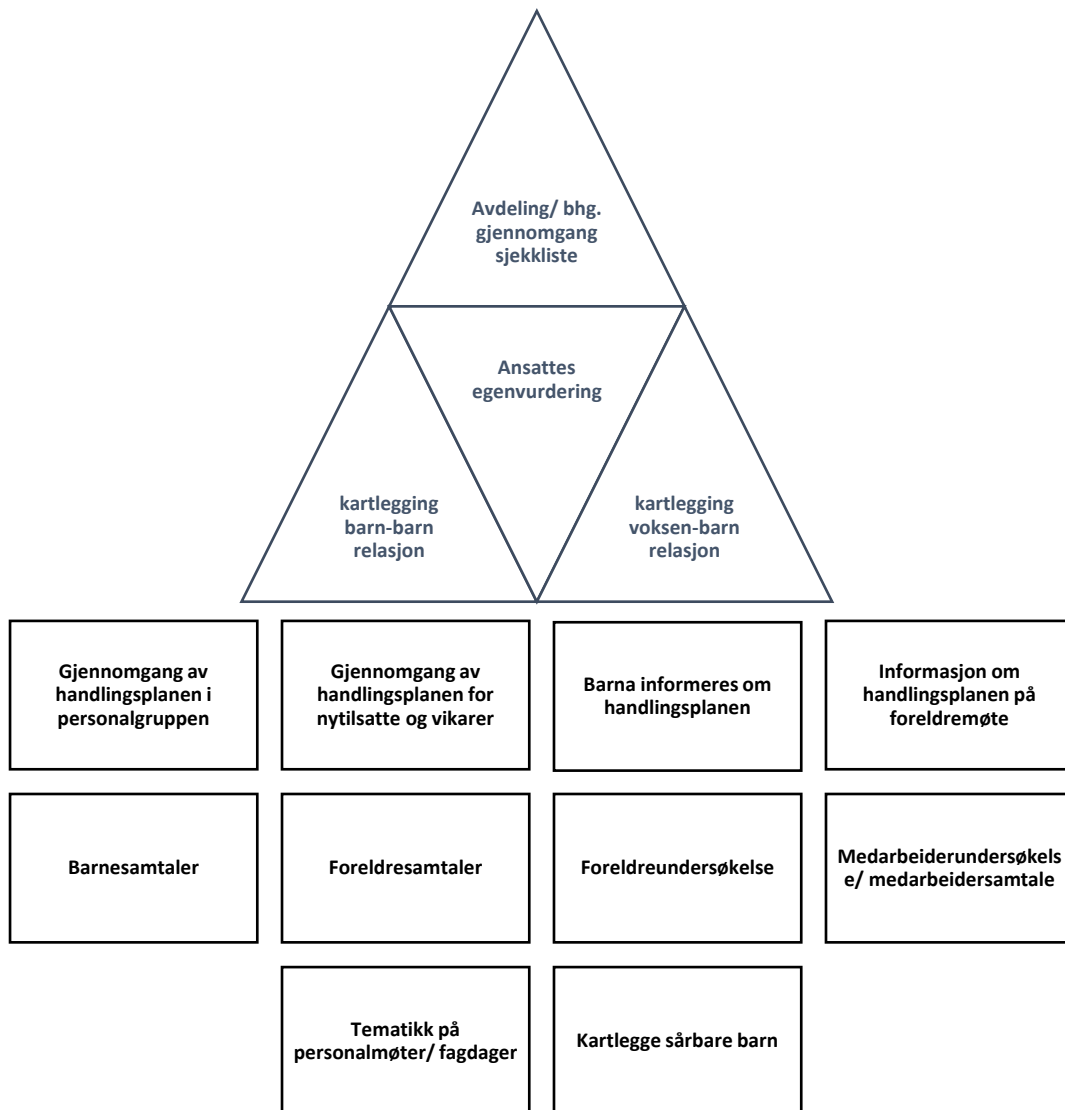 Avdeling/ bhg.
gjennomgang
sjekkliste
Ansattes
egenvurdering
kartlegging
barn-barn
relasjon
kartlegging
voksen-barn
relasjon
Gjennomgang av
handlingsplanen i
personalgruppen
Gjennomgang av
handlingsplanen for
nytilsatte og vikarer
Barna informeres om
handlingsplanen
Informasjon om
handlingsplanen på
foreldremøte
Barnesamtaler
Foreldresamtaler
Foreldreundersøkelse
Medarbeiderundersøkels
e/ medarbeidersamtale
Tematikk på
personalmøter/ fagdager
Kartlegge sårbare barn